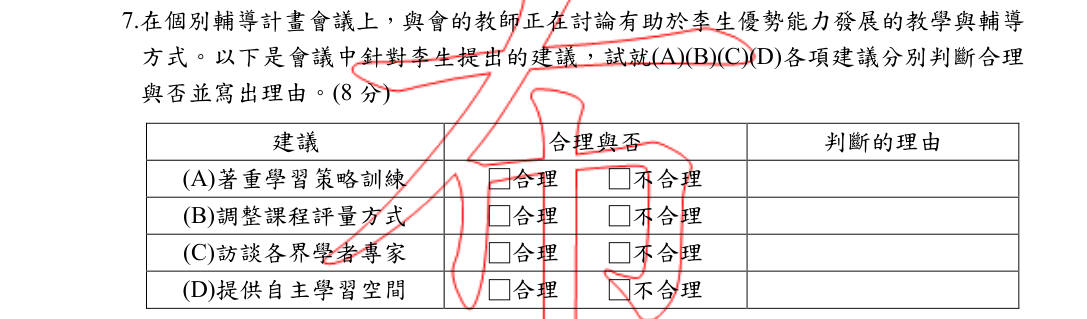 7.在個別輔導計畫會議上，與會的教師正在討論有助於李生優勢能力發展的教學與輔導
方式。以下是會議中針對李生提出的建議，試就(A)(B)(C)(D)各項建議分別判斷合理
與否並寫出理由。(8 分)
建議 合理與否 判斷的理由
(A)著重學習策略訓練 □合理 □不合理
(B)調整課程評量方式 □合理 □不合理
(C)訪談各界學者專家 □合理 □不合理
(D)提供自主學習空間 □合理 □不合理